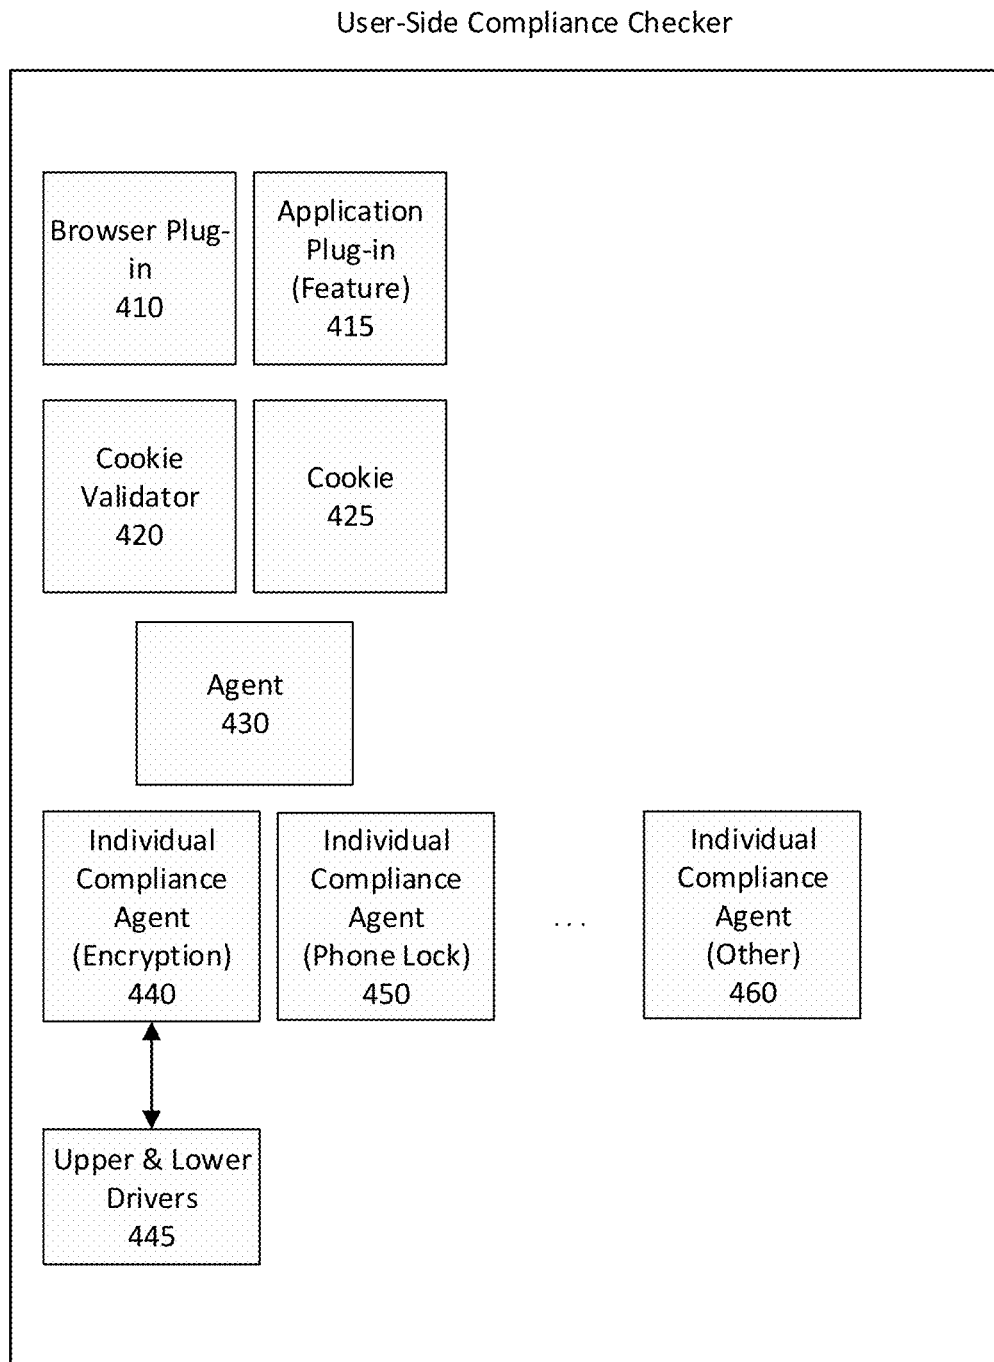 User-Side Compliance Checker
Browser Plug-
in
410
Application
Plug-in
(Feature)
415
Cookie
Validator
420
Cookie
425
Agent
430
Individual
Compliance
Agent
(Encryption)
440
Individual
Compliance
Agent
(Phone Lock)
450
...
Individual
Compliance
Agent
(Other)
460
Upper & Lower
Drivers
445